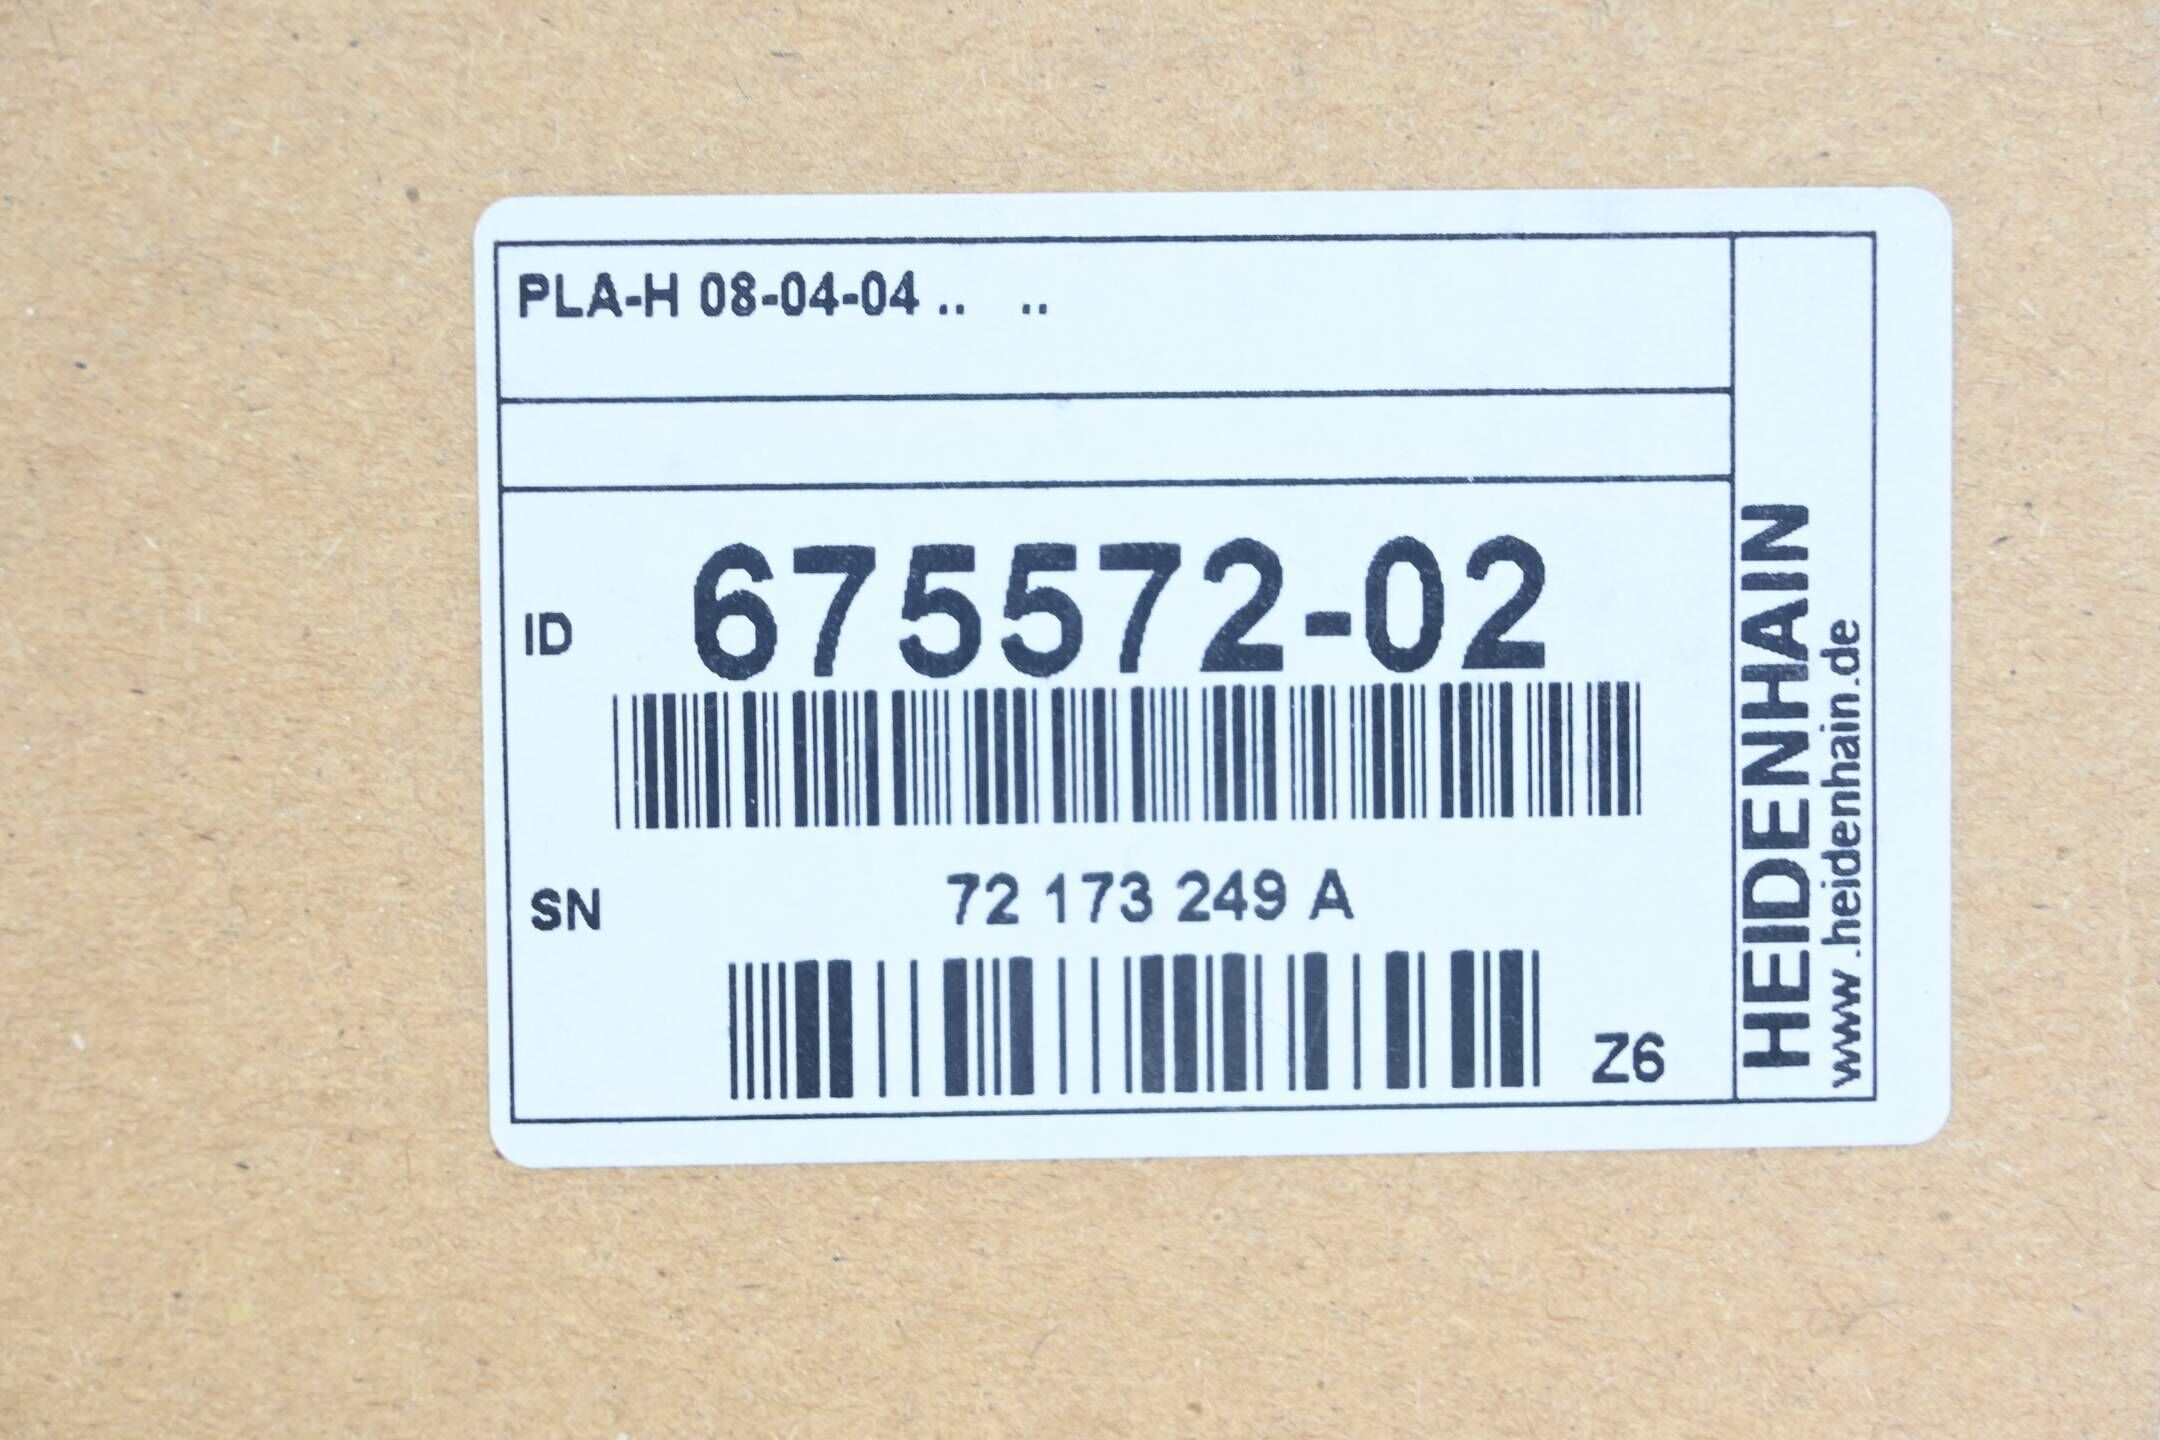 PLA-H 08-04-04 .. ..
ID 675572-02
SN 72 173 249 A
Z6
HEIDENHAIN
www.heidenhain.de